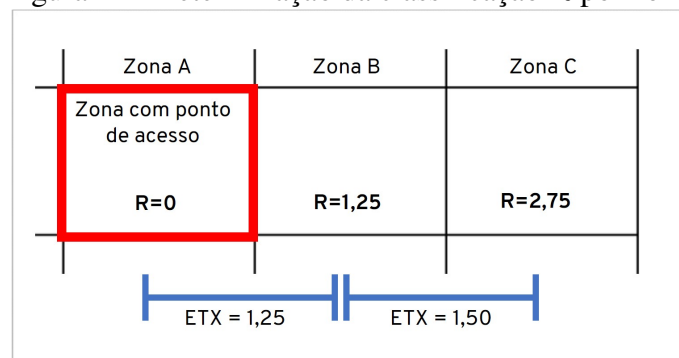 Zona A Zona B Zona C
Zona com ponto
de acesso
R=0 R=1,25 R=2,75
ETX = 1,25 ETX = 1,50